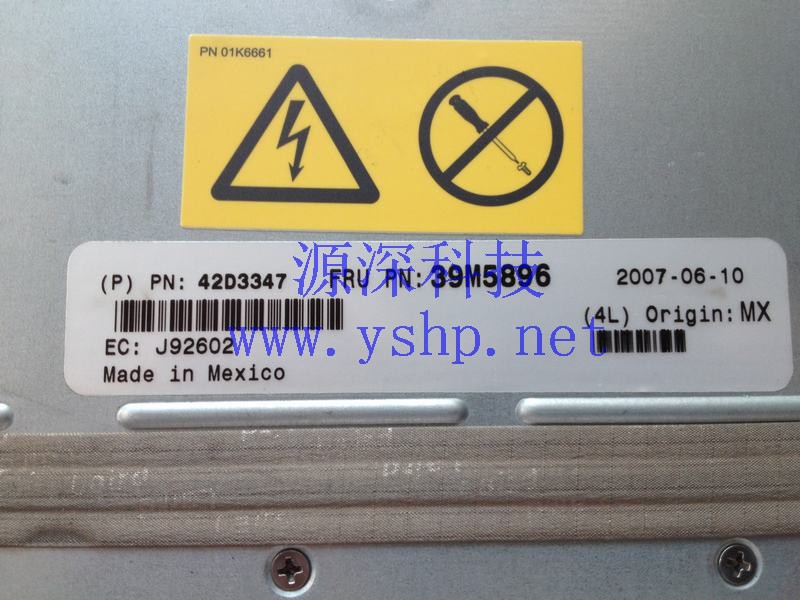 PN 01K6661
源深科技
(P) PN: 42D3347 FRU PN: 39M5896 2007-06-10
(4L) Origin: MX
www.yshp.net
EC: J92602
Made in Mexico